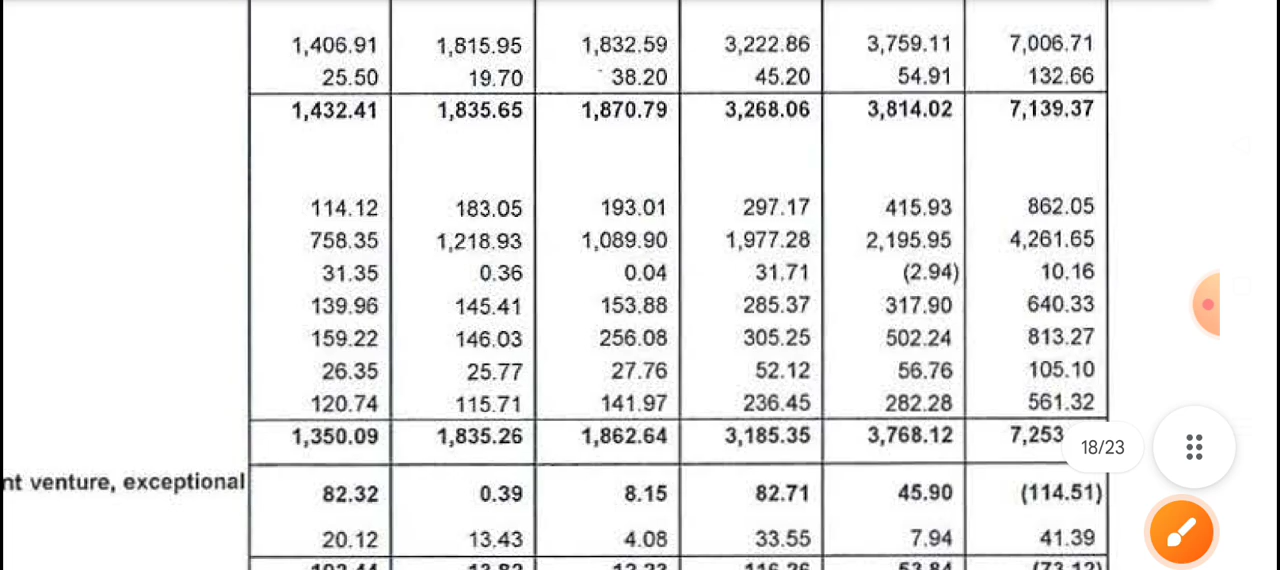 1,406.91 1,815.95 1,832.59 3,222.86 3,759.11 7,006.71
25.50 19.70 38.20 45.20 54.91 132.66
1,432.41 1,835.65 1,870.79 3,268.06 3,814.02 7,139.37
114.12 183.05 193.01 297.17 415.93 862.05
758.35 1,218.93 1,089.90 1,977.28 2,195.95 4,261.65
31.35 0.36 0.04 31.71 (2.94) 10.16
139.96 145.41 153.88 285.37 317.90 640.33
159.22 146.03 256.08 305.25 502.24 813.27
26.35 25.77 27.76 52.12 56.76 105.10
120.74 115.71 141.97 236.45 282.28 561.32
1,350.09 1,835.26 1,862.64 3,185.35 3,768.12 7,253
18/23
nt venture, exceptional
82.32 0.39 8.15 82.71 45.90 (114.51)
20.12 13.43 4.08 33.55 7.94 41.39